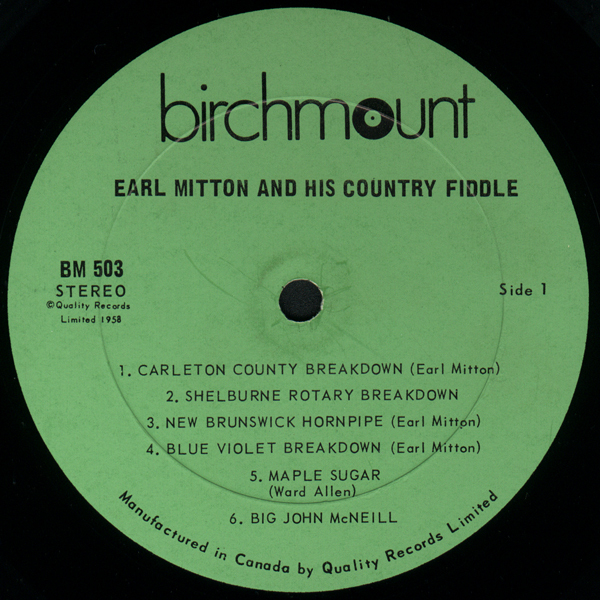 birchmount
EARL MITTON AND HIS COUNTRY FIDDLE
BM 503
STEREO
©Quality Records
Limited 1958
Side 1
1. CARLETON COUNTY BREAKDOWN (Earl Mitton)
2. SHELBURNE ROTARY BREAKDOWN
3. NEW BRUNSWICK HORNPIPE (Earl Mitton)
4. BLUE VIOLET BREAKDOWN (Earl Mitton)
5. MAPLE SUGAR
(Ward Allen)
6. BIG JOHN McNEILL
Manufactured in Canada by Quality Records Limited